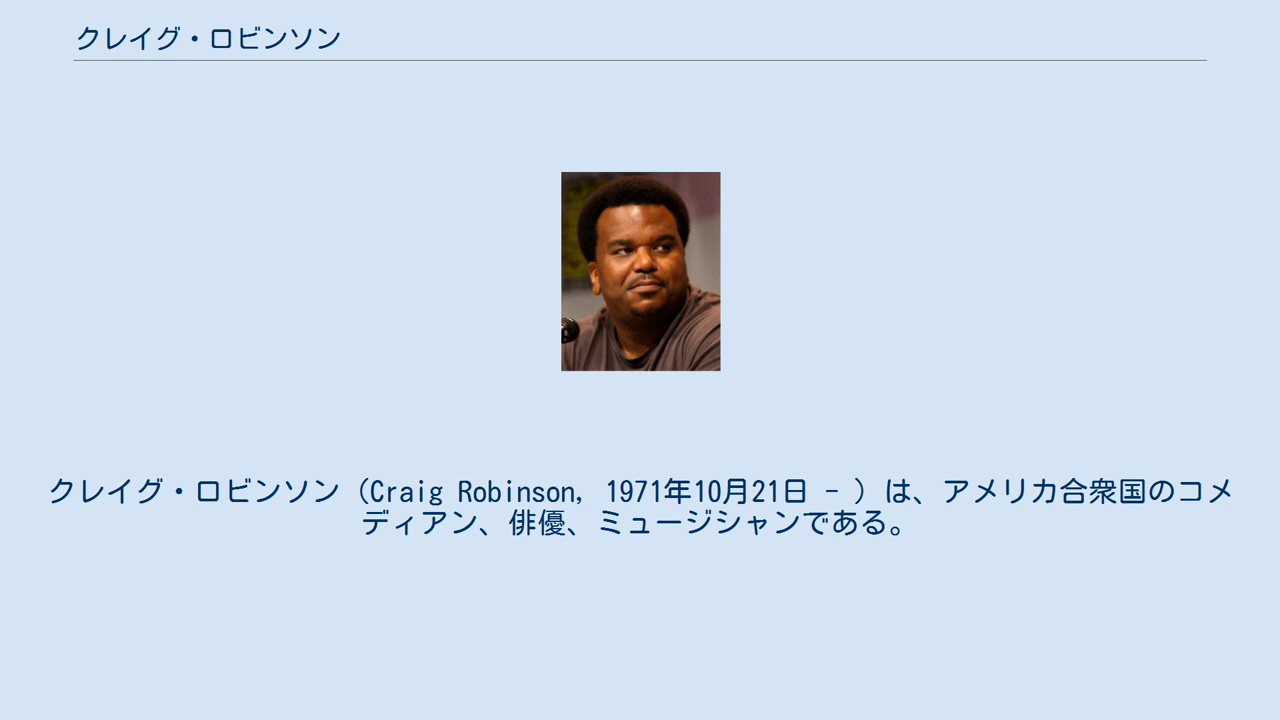 クレイグ・ロビンソン
クレイグ・ロビンソン（Craig Robinson, 1971年10月21日 - ）は、アメリカ合衆国のコメ
ディアン、俳優、ミュージシャンである。